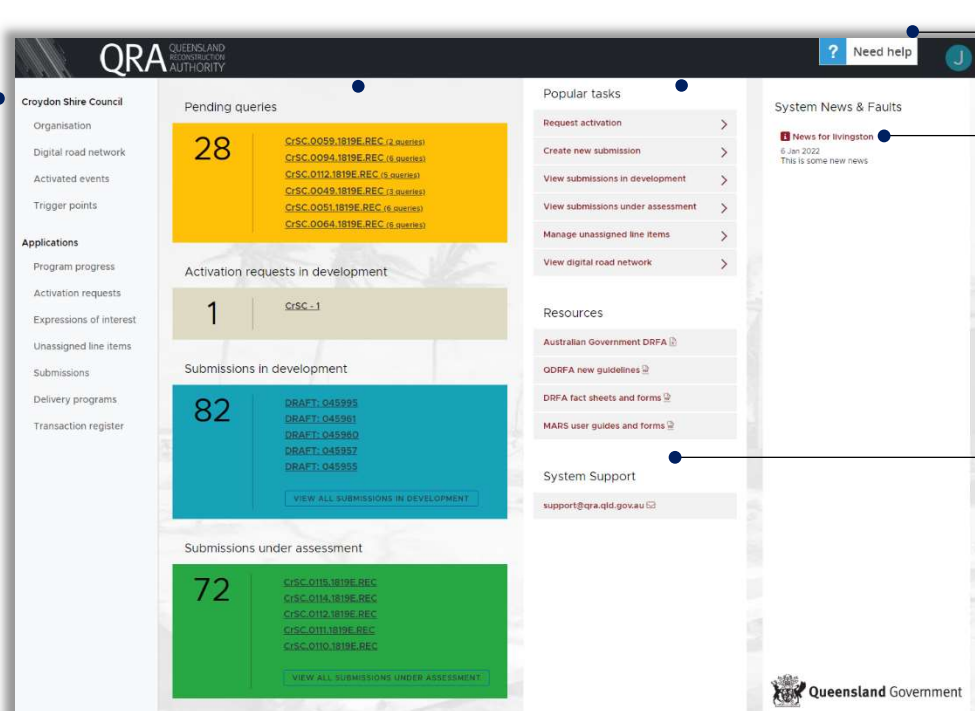 QRA
QUEENSLAND
RECONSTRUCTION
AUTHORITY
? Need help
J
Croydon Shire Council
Organisation
Digital road network
Activated events
Trigger points
Applications
Program progress
Activation requests
Expressions of interest
Unassigned line items
Submissions
Delivery programs
Transaction register
Pending queries
28
CrSC.0059.1819E.REC (2 queries)
CrSC.0094.1819E.REC (6 queries)
CrSC.0112.1819E.REC (5 queries)
CrSC.0049.1819E.REC (3 queries)
CrSC.0051.1819E.REC (6 queries)
CrSC.0064.1819E.REC (6 queries)
Activation requests in development
1
CrSC - 1
Submissions in development
82
DRAFT: 045995
DRAFT: 045961
DRAFT: 045960
DRAFT: 045957
DRAFT: 045955
VIEW ALL SUBMISSIONS IN DEVELOPMENT
Submissions under assessment
72
CrSC.0115.1819E.REC
CrSC.0114.1819E.REC
CrSC.0112.1819E.REC
CrSC.0111.1819E.REC
CrSC.0110.1819E.REC
VIEW ALL SUBMISSIONS UNDER ASSESSMENT
Popular tasks
Request activation
Create new submission
View submissions in development
View submissions under assessment
Manage unassigned line items
View digital road network
Resources
Australian Government DRFA
QDRFA new guidelines
DRFA fact sheets and forms
MARS user guides and forms
System Support
support@qra.qld.gov.au
System News & Faults
News for livingston
6 Jan 2022
This is some new news
Queensland Government